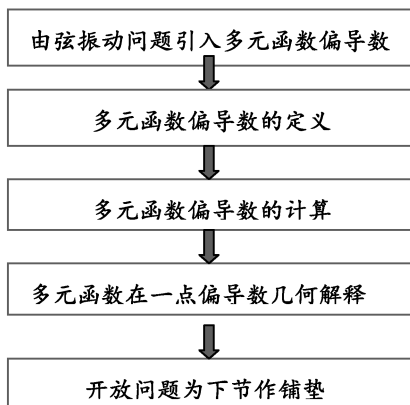 由弦振动问题引入多元函数偏导数
多元函数偏导数的定义
多元函数偏导数的计算
多元函数在一点偏导数几何解释
开放问题为下节作铺垫